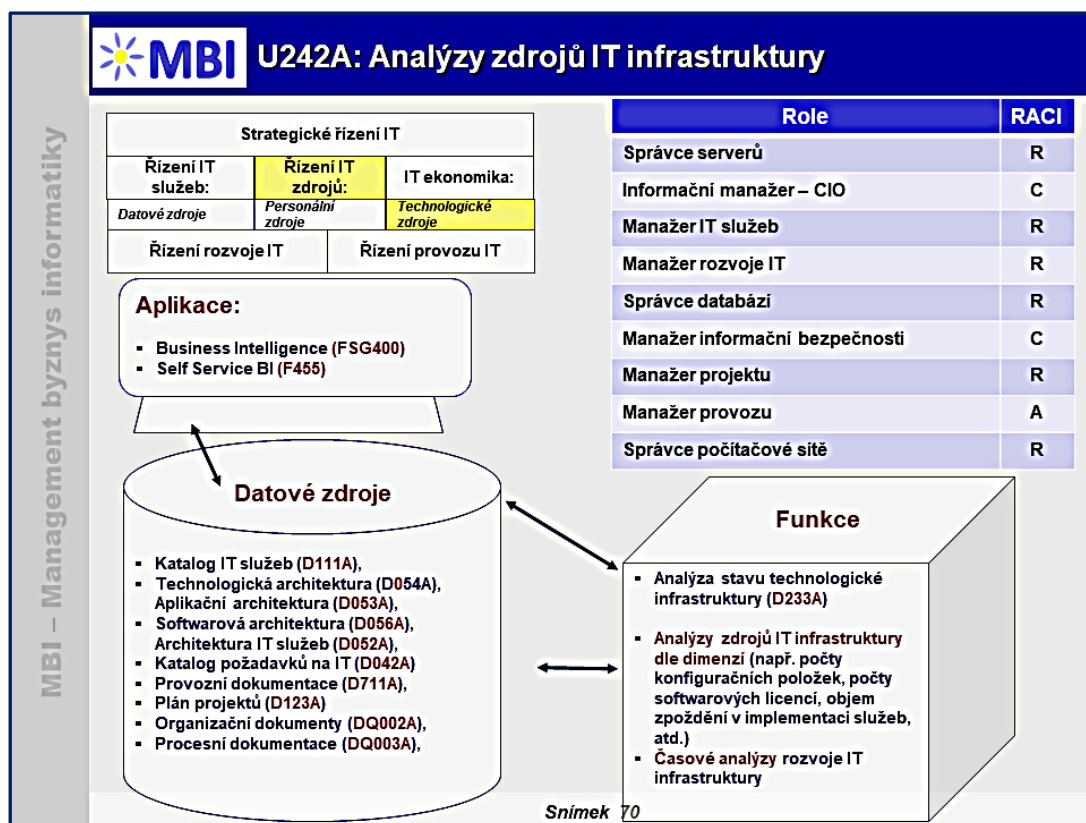 MBI – Management byznys informatiky
MBI
U242A: Analýzy zdrojů IT infrastruktury
Strategické řízení IT
Řízení IT
služeb:
Řízení IT
zdrojů:
IT ekonomika:
Datové zdroje
Personální
zdroje
Technologické
zdroje
Řízení rozvoje IT
Řízení provozu IT
Role RACI
Správce serverů R
Informační manažer – CIO C
Manažer IT služeb R
Manažer rozvoje IT R
Správce databází R
Manažer informační bezpečnosti C
Manažer projektu R
Manažer provozu A
Správce počítačové sítě R
Aplikace:
▪ Business Intelligence (FSG400)
▪ Self Service BI (F455)
Datové zdroje
▪ Katalog IT služeb (D111A),
▪ Technologická architektura (D054A),
Aplikační architektura (D053A),
▪ Softwarová architektura (D056A),
Architektura IT služeb (D052A),
▪ Katalog požadavků na IT (D042A)
▪ Provozní dokumentace (D711A),
▪ Plán projektů (D123A)
▪ Organizační dokumenty (DQ002A),
▪ Procesní dokumentace (DQ003A),
Funkce
▪ Analýza stavu technologické
infrastruktury (D233A)
▪ Analýzy zdrojů IT infrastruktury
dle dimenzí (např. počty
konfiguračních položek, počty
softwarových licencí, objem
zpoždění v implementaci služeb,
atd.)
▪ Časové analýzy rozvoje IT
infrastruktury
Snímek 70